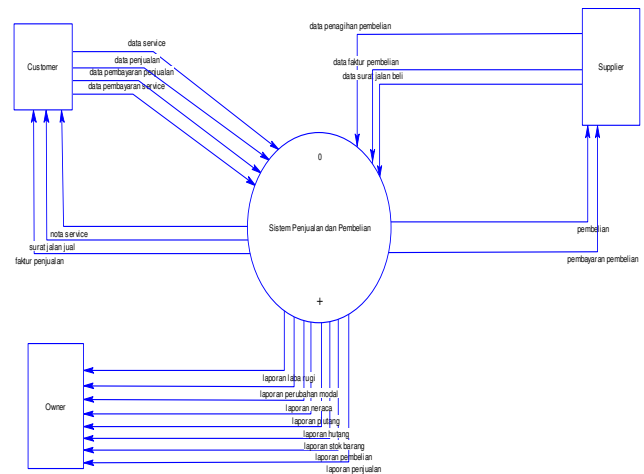 data penagihan pembelian
data service
Customer
data penjualan
data faktur pembelian
Supplier
data pembayaran penjualan
data surat jalan beli
data pembayaran service
0
Sistem Penjualan dan Pembelian
pembelian
nota service
surat jalan jual
faktur penjualan
pembayaran pembelian
+
laporan laba rugi
laporan perubahan modal
Owner
laporan neraca
laporan piutang
laporan hutang
laporan stok barang
laporan pembelian
laporan penjualan